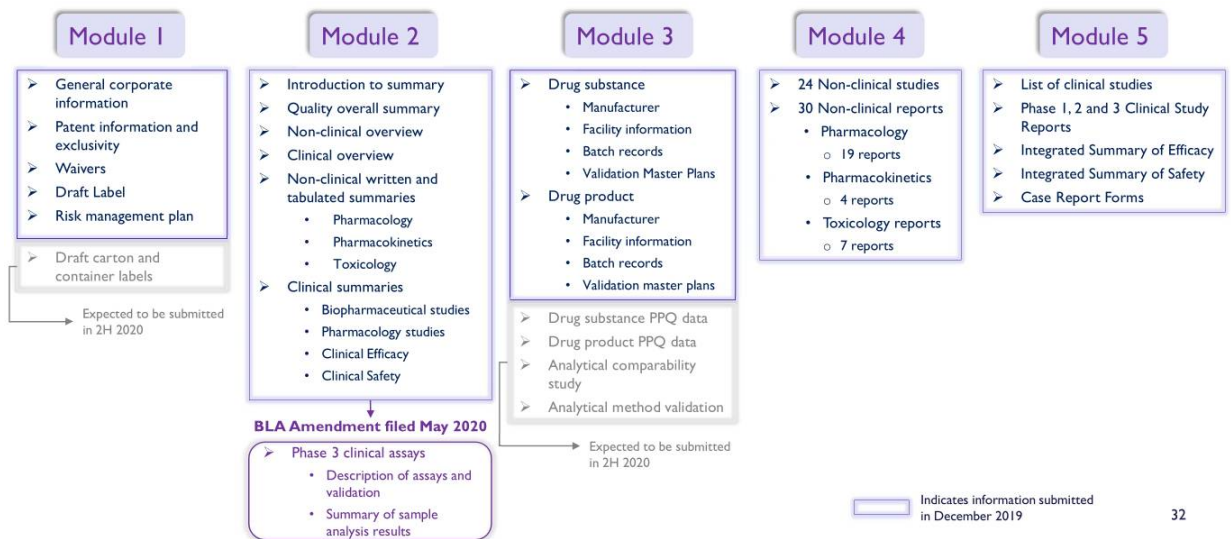 Module 1
General corporate
information
Patent information and
exclusivity
Waivers
Draft Label
Risk management plan
Draft carton and
container labels
Expected to be submitted
in 2H 2020
Module 2
Introduction to summary
Quality overall summary
Non-clinical overview
Clinical overview
Non-clinical written and
tabulated summaries
Pharmacology
Pharmacokinetics
Toxicology
Clinical summaries
Biopharmaceutical studies
Pharmacology studies
Clinical Efficacy
Clinical Safety
BLA Amendment filed May 2020
Phase 3 clinical assays
Description of assays and
validation
Summary of sample
analysis results
Module 3
Drug substance
Manufacturer
Facility information
Batch records
Validation Master Plans
Drug product
Manufacturer
Facility information
Batch records
Validation master plans
Drug substance PPQ data
Drug product PPQ data
Analytical comparability
study
Analytical method validation
Expected to be submitted
in 2H 2020
Module 4
24 Non-clinical studies
30 Non-clinical reports
Pharmacology
19 reports
Pharmacokinetics
4 reports
Toxicology reports
7 reports
Module 5
List of clinical studies
Phase 1, 2 and 3 Clinical Study
Reports
Integrated Summary of Efficacy
Integrated Summary of Safety
Case Report Forms
Indicates information submitted
in December 2019
32